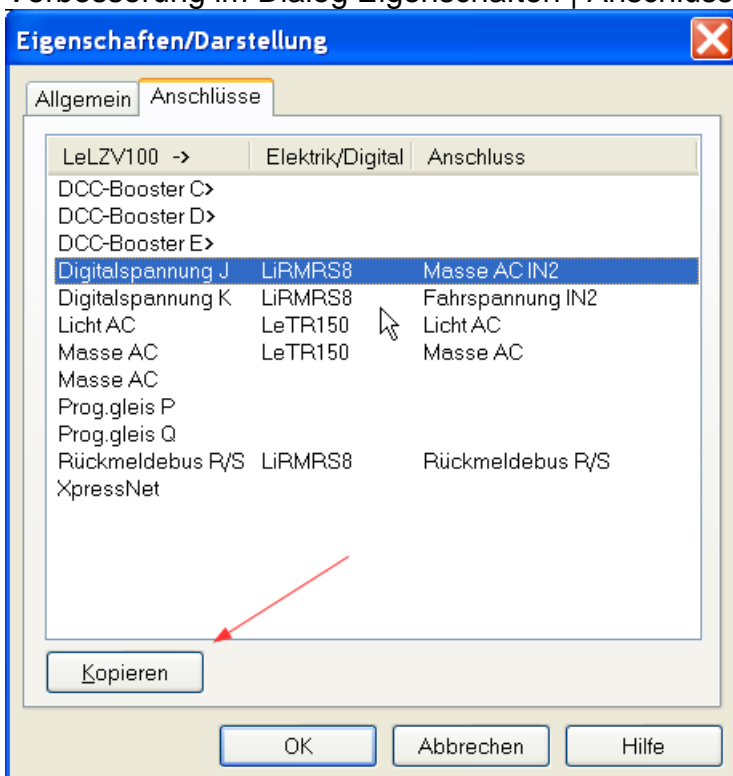 Verbesserung im Dialog Eigenschaften | Anschlüss
Eigenschaften/Darstellung
Allgemein Anschlüsse
LeLZV100 -> Elektrik/Digital Anschluss
DCC-Booster C>
DCC-Booster D>
DCC-Booster E>
Digitalspannung J LiRMRS8 Masse AC IN2
Digitalspannung K LiRMRS8 Fahrspannung IN2
Licht AC LeTR150 Licht AC
Masse AC LeTR150 Masse AC
Masse AC
Prog.gleis P
Prog.gleis Q
Rückmeldebus R/S LiRMRS8 Rückmeldebus R/S
XpressNet
Kopieren
OK Abbrechen Hilfe